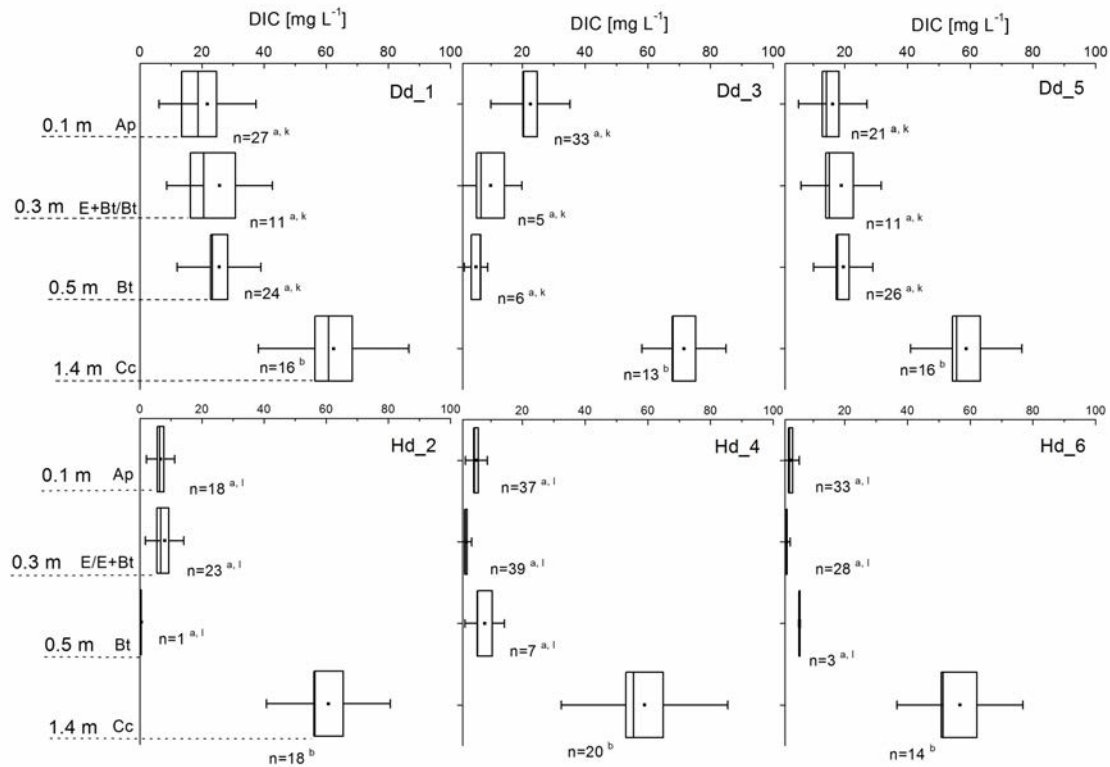 DIC [mg L⁻¹] DIC [mg L⁻¹] DIC [mg L⁻¹]
0 20 40 60 80 100 20 40 60 80 100 20 40 60 80 100
Dd_1 Dd_3 Dd_5
0.1 m Ap
n=27 a, k n=33 a, k n=21 a, k
0.3 m E+Bt/Bt
n=11 a, k n=5 a, k n=11 a, k
0.5 m Bt
n=24 a, k n=6 a, k n=26 a, k
1.4 m Cc
n=16 b n=13 b n=16 b
0 20 40 60 80 100 20 40 60 80 100 20 40 60 80 100
Hd_2 Hd_4 Hd_6
0.1 m Ap
n=18 a, l n=37 a, l n=33 a, l
0.3 m E/E+Bt
n=23 a, l n=39 a, l n=28 a, l
0.5 m Bt
n=1 a, l n=7 a, l n=3 a, l
1.4 m Cc
n=18 b n=20 b n=14 b